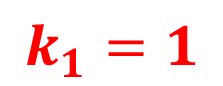 k₁ = 1